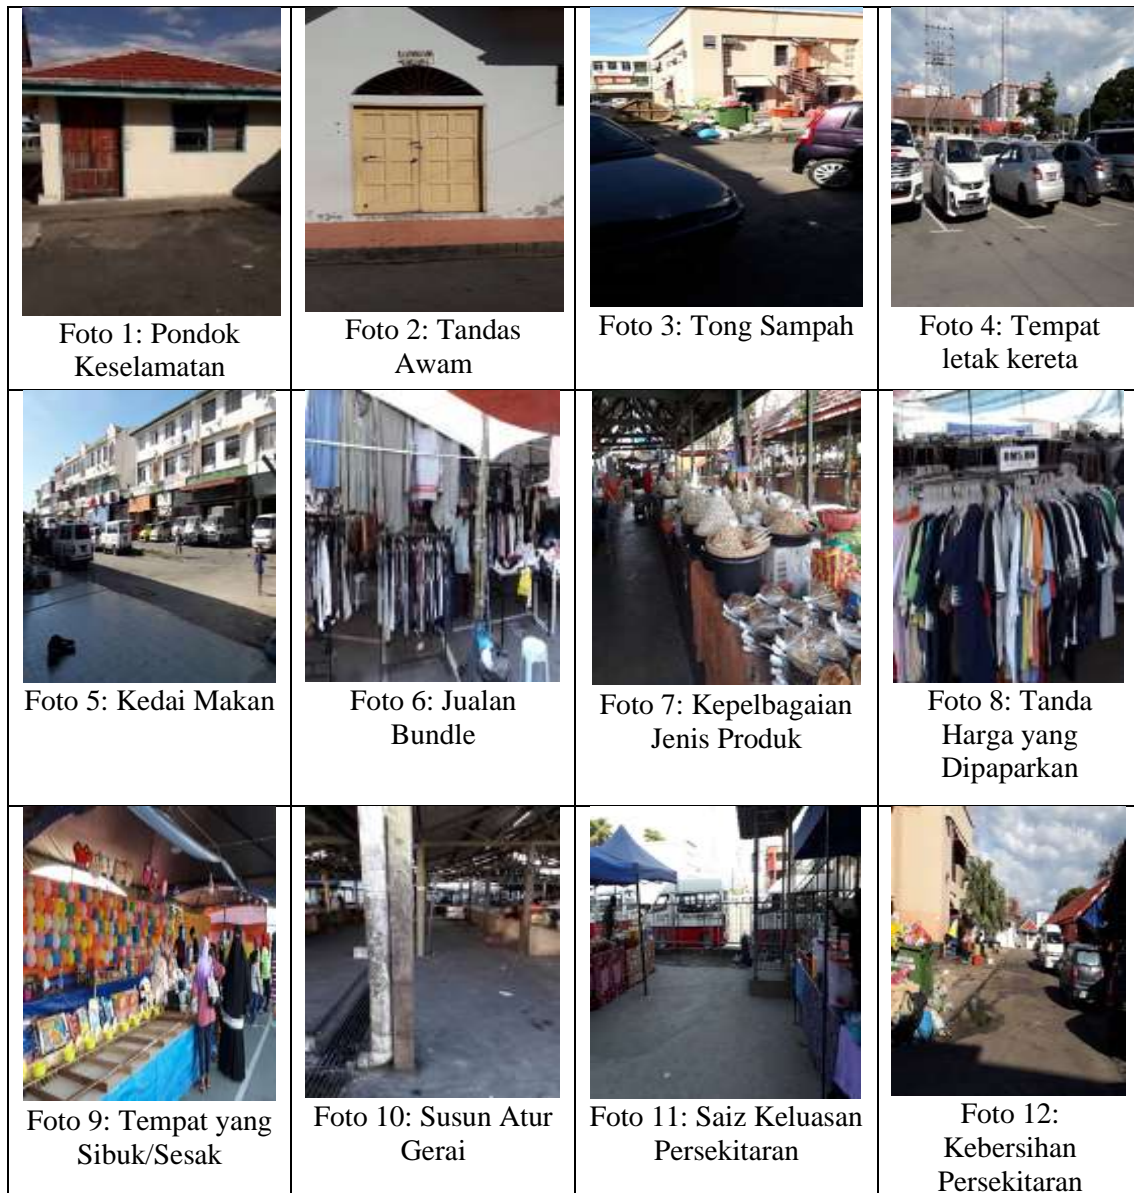 Foto 1: Pondok
Keselamatan
Foto 2: Tandas
Awam
Foto 3: Tong Sampah
Foto 4: Tempat
letak kereta
Foto 5: Kedai Makan
Foto 6: Jualan
Bundle
Foto 7: Kepelbagaian
Jenis Produk
RM5.00
Foto 8: Tanda
Harga yang
Dipaparkan
Foto 9: Tempat yang
Sibuk/Sesak
Foto 10: Susun Atur
Gerai
Foto 11: Saiz Keluasan
Persekitaran
Foto 12:
Kebersihan
Persekitaran